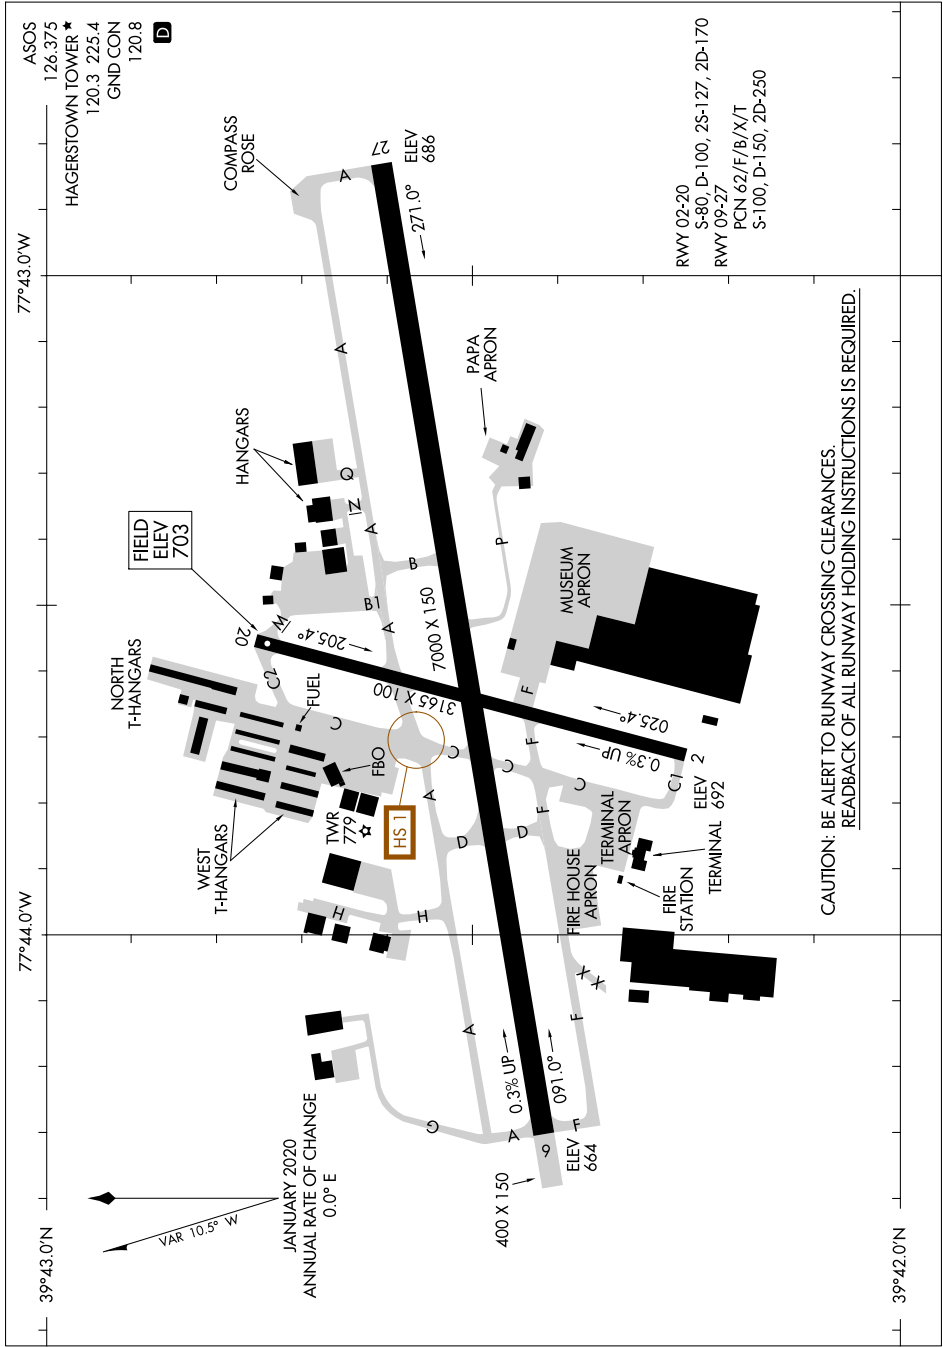 ASOS
126.375
HAGERSTOWN TOWER ★
120.3 225.4
GND CON
120.8
D
77°43.0'W
77°44.0'W
39°43.0'N
39°42.0'N
COMPASS
ROSE
A
27
ELEV
686
271.0°
A
HANGARS
Q
N
A
PAPA
APRON
P
FIELD
ELEV
703
B
B1
A
W
20
205.4°
7000 X 150
3165 X 100
MUSEUM
APRON
NORTH
T-HANGARS
C2
FUEL
C
FBO
HS 1
WEST
T-HANGARS
TWR
779
A
C
C
F
F
F
C
D
D
025.4°
0.3% UP
2
C1
ELEV
692
TERMINAL
APRON
TERMINAL
FIRE HOUSE
APRON
FIRE
STATION
H
H
X
X
A
F
G
A
F
0.3% UP
091.0°
9
ELEV
664
400 X 150
JANUARY 2020
ANNUAL RATE OF CHANGE
0.0° E
VAR 10.5° W
RWY 02-20
S-80, D-100, 2S-127, 2D-170
RWY 09-27
PCN 62/F/B/X/T
S-100, D-150, 2D-250
CAUTION: BE ALERT TO RUNWAY CROSSING CLEARANCES.
READBACK OF ALL RUNWAY HOLDING INSTRUCTIONS IS REQUIRED.